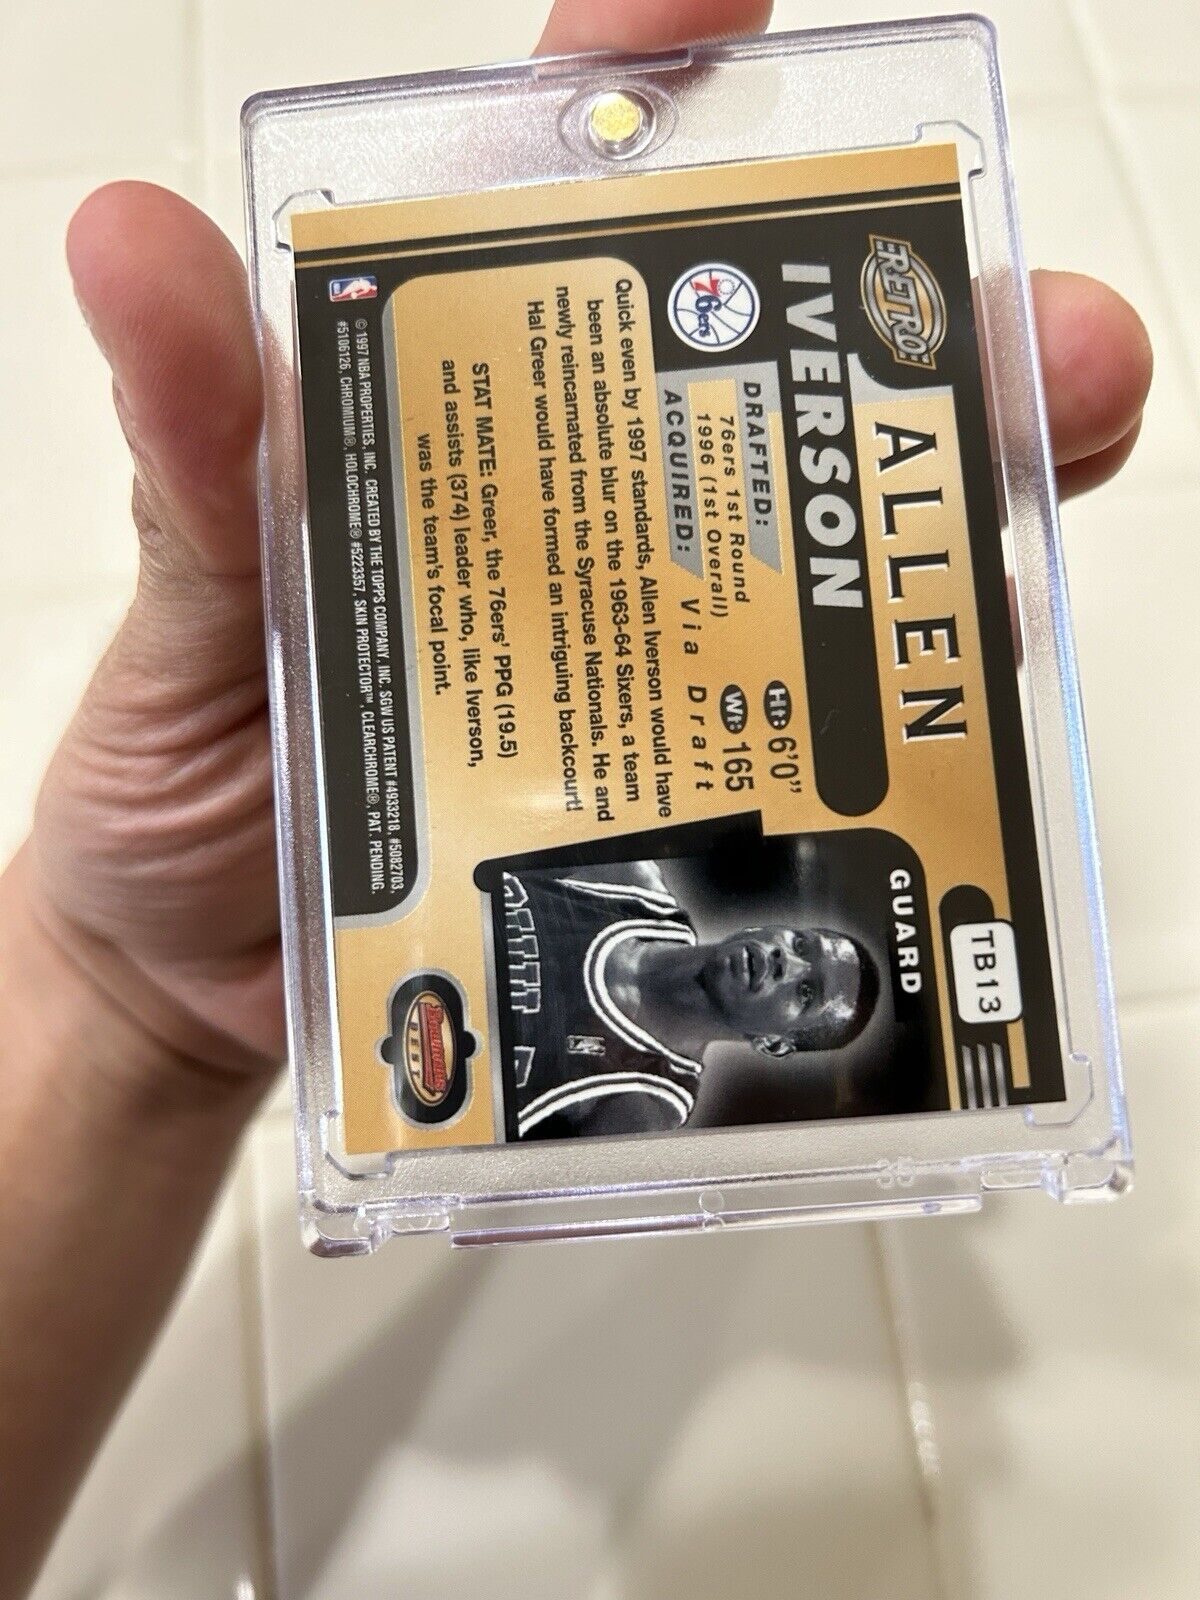 RETRO
ALLEN
IVERSON
TB13
GUARD
76ers
DRAFTED:
76ers 1st Round
1996 (1st Overall)
ACQUIRED: Via Draft
Ht: 6'0"
Wt: 165
Quick even by 1997 standards, Allen Iverson would have
been an absolute blur on the 1963-64 Sixers, a team
newly reincarnated from the Syracuse Nationals. He and
Hal Greer would have formed an intriguing backcourt!
STAT MATE: Greer, the 76ers' PPG (19.5)
and assists (374) leader who, like Iverson,
was the team's focal point.
© 1997 NBA PROPERTIES, INC. CREATED BY THE TOPPS COMPANY, INC. SGW US PATENT #4933218, #5082703,
#5106126, CHROMIUM®, HOLOCHROME® #5223357, SKIN PROTECTOR™, CLEARCHROME®, PAT. PENDING.
Bowman's
BEST